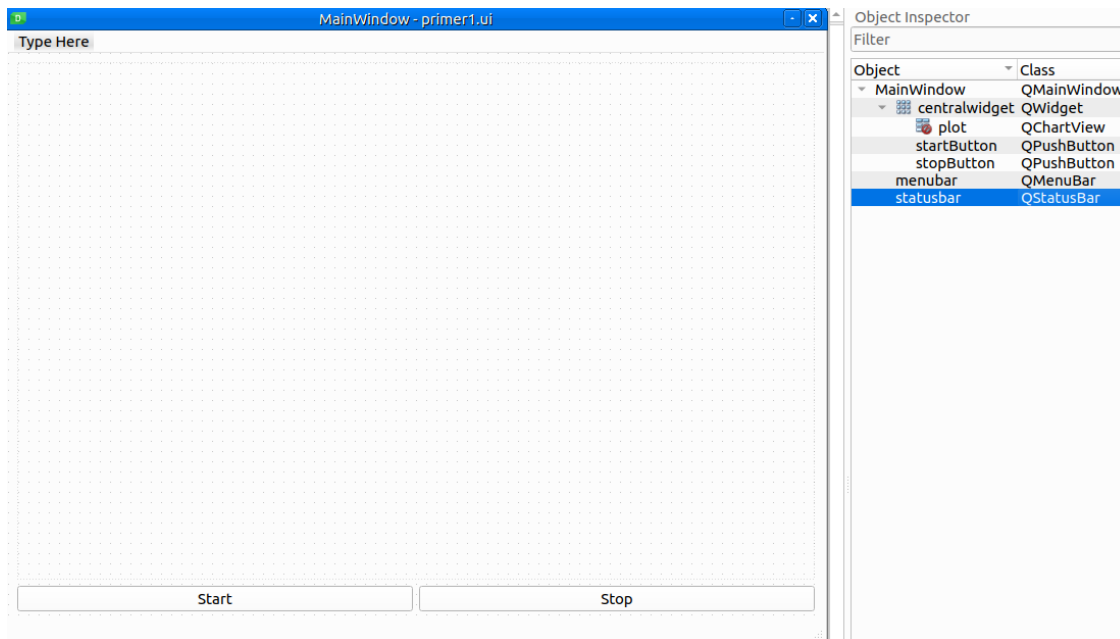 MainWindow - primer1.ui
Type Here
Start Stop
Object Inspector
Filter
Object Class
MainWindow QMainWindow
centralwidget QWidget
plot QChartView
startButton QPushButton
stopButton QPushButton
menubar QMenuBar
statusbar QStatusBar